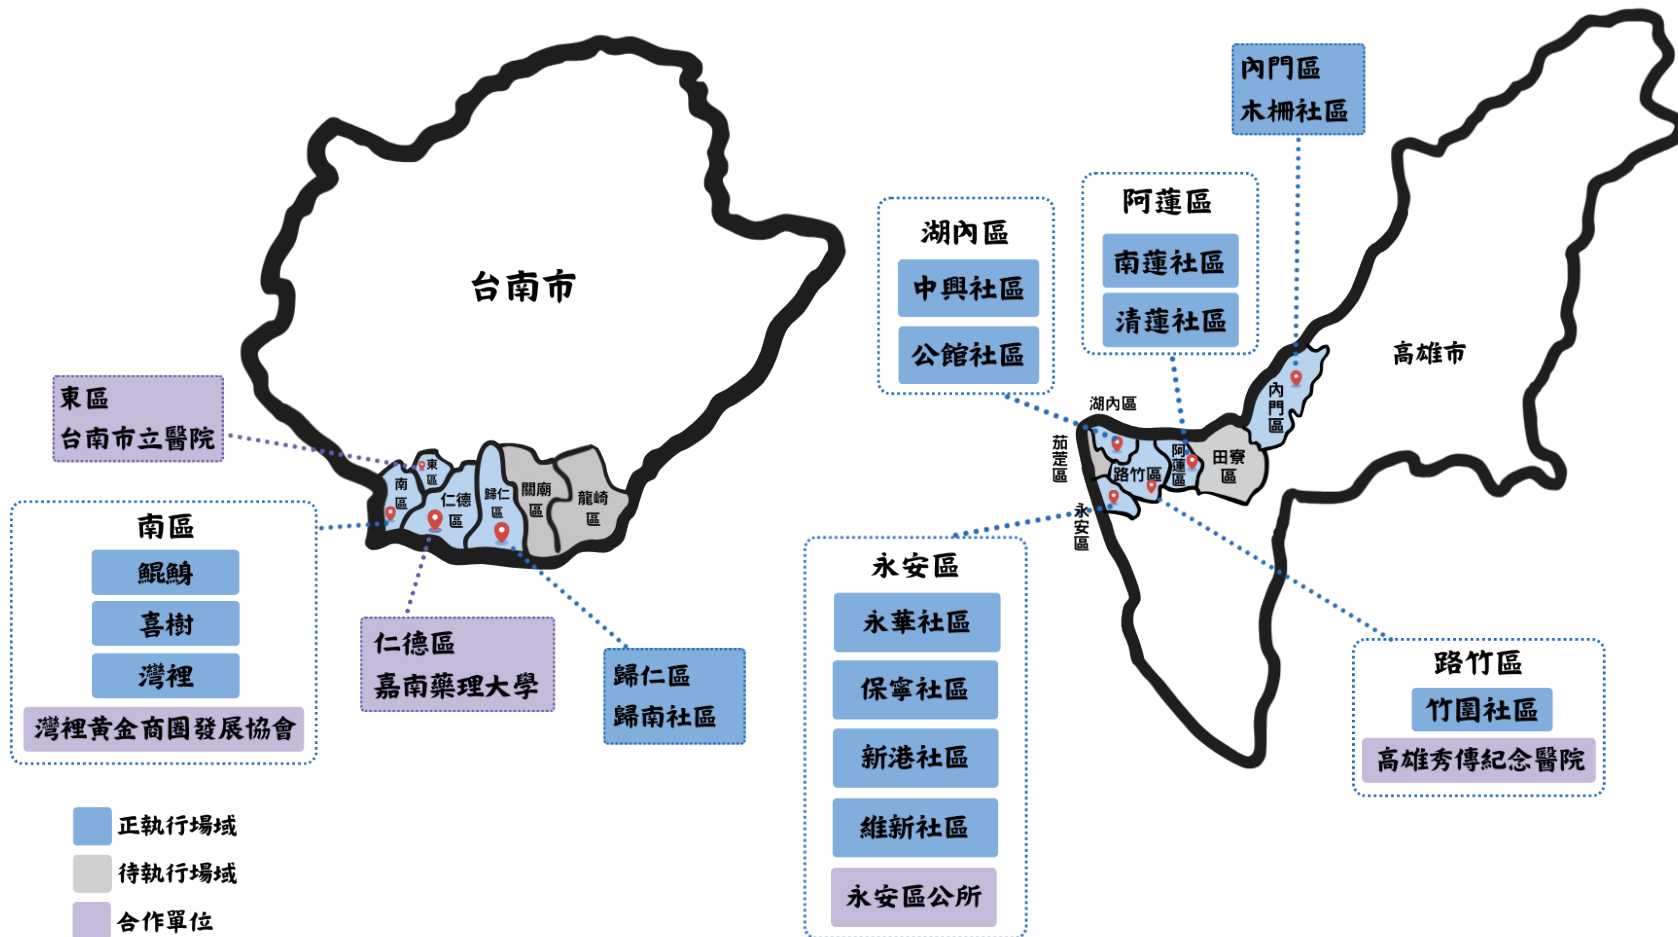 台南市
東區
台南市立醫院
南區
東區
仁德區
歸仁區
關廟區
龍崎區
南區
鯤鯓
喜樹
灣裡
灣裡黃金商圈發展協會
仁德區
嘉南藥理大學
歸仁區
歸南社區
正執行場域
待執行場域
合作單位
內門區
木柵社區
阿蓮區
南蓮社區
清蓮社區
湖內區
中興社區
公館社區
高雄市
內門區
湖內區
茄萣區
路竹區
阿蓮區
田寮區
永安區
永安區
永華社區
保寧社區
新港社區
維新社區
永安區公所
路竹區
竹圍社區
高雄秀傳紀念醫院